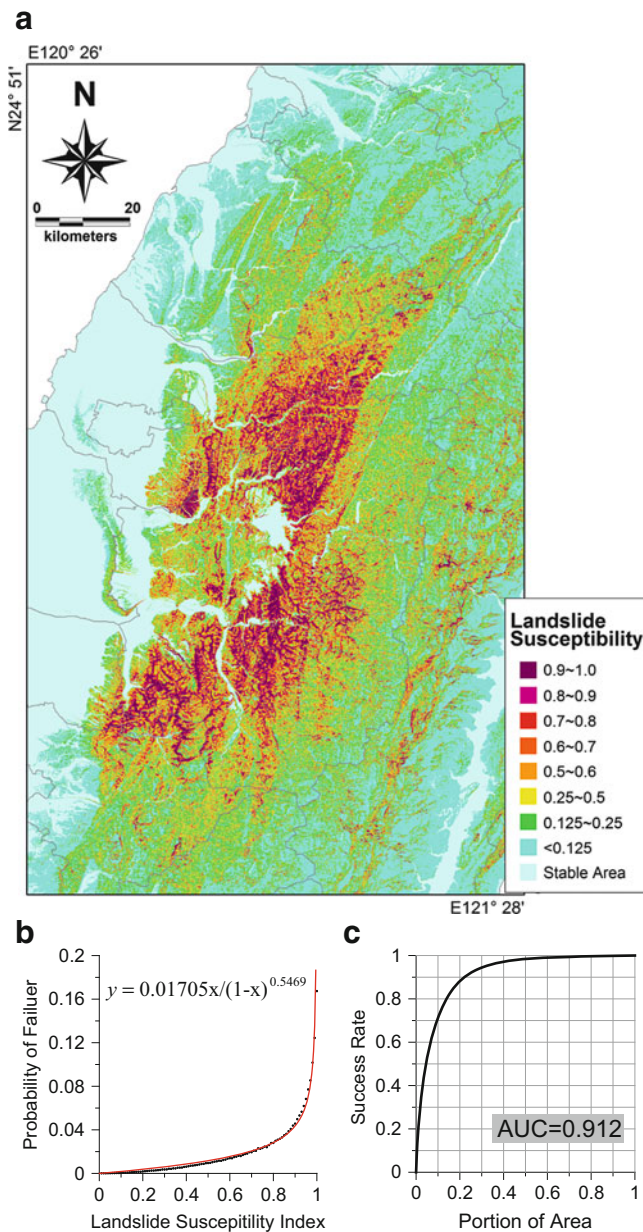 a
E120° 26'
N24° 51'
N
0 20
kilometers
Landslide
Susceptibility
0.9~1.0
0.8~0.9
0.7~0.8
0.6~0.7
0.5~0.6
0.25~0.5
0.125~0.25
<0.125
Stable Area
E121° 28'
b
0.2
0.16
0.12
0.08
0.04
0
y = 0.01705x/(1-x)^0.5469
Probability of Failuer
0 0.2 0.4 0.6 0.8 1
Landslide Susceptility Index
c
1
0.8
0.6
0.4
0.2
0
Success Rate
AUC=0.912
0 0.2 0.4 0.6 0.8 1
Portion of Area